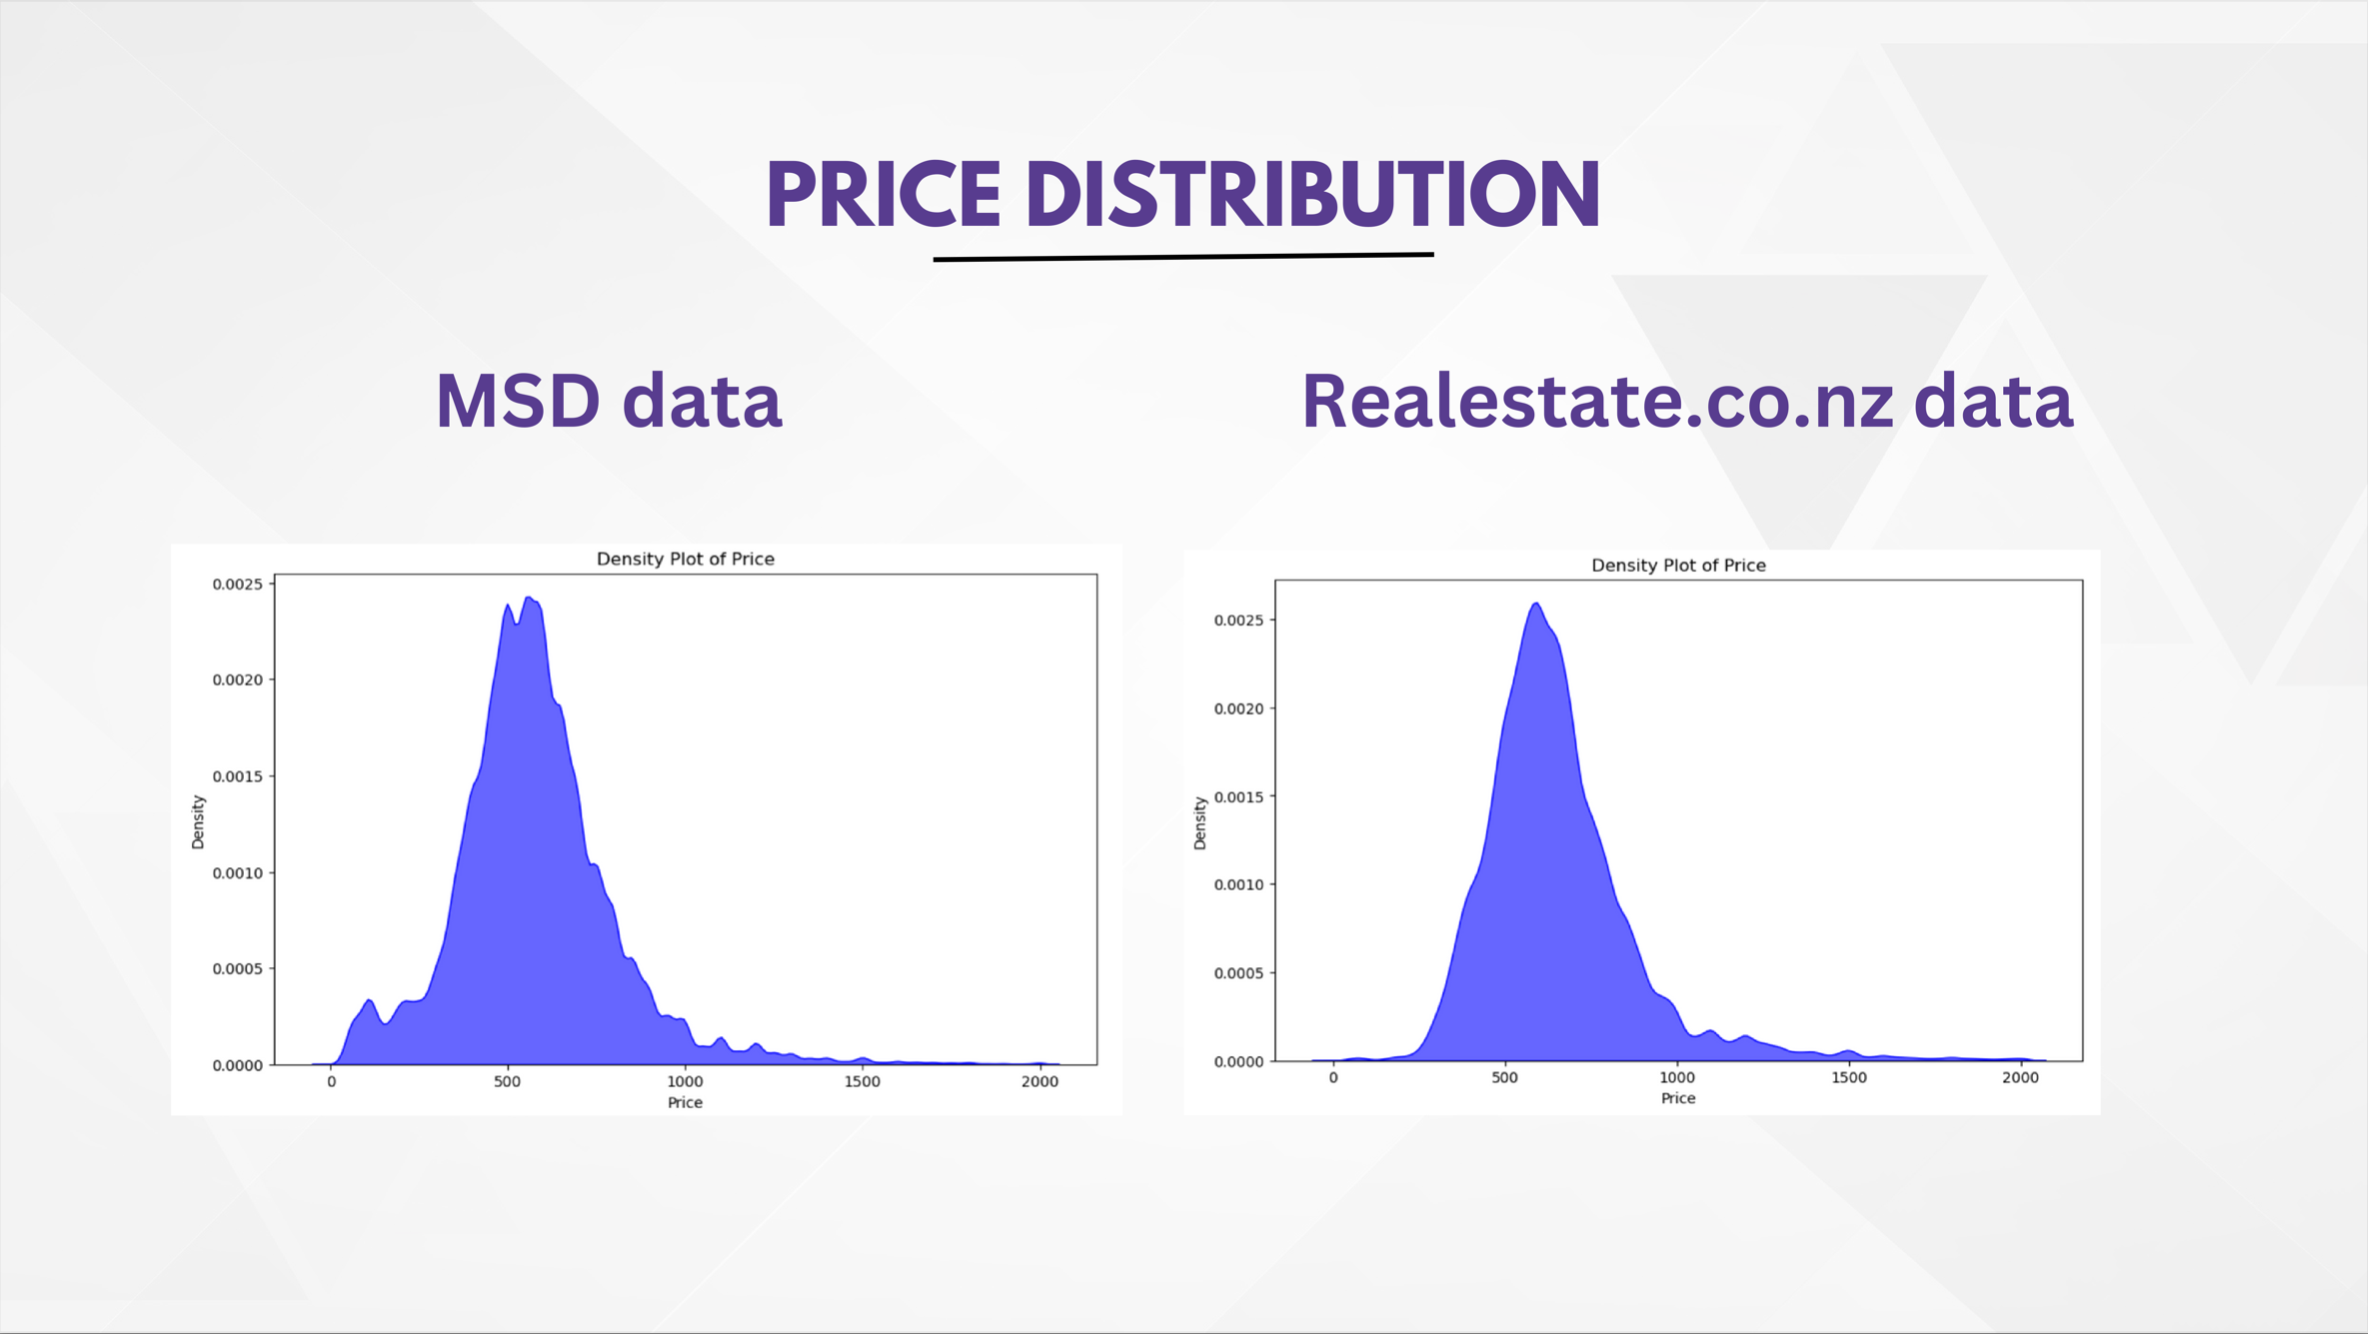 PRICE DISTRIBUTION
MSD data
Realestate.co.nz data
Density Plot of Price
0.0025
0.0020
0.0015
0.0010
0.0005
0.0000
Density
0 500 1000 1500 2000
Price
Density Plot of Price
0.0025
0.0020
0.0015
0.0010
0.0005
0.0000
Density
0 500 1000 1500 2000
Price